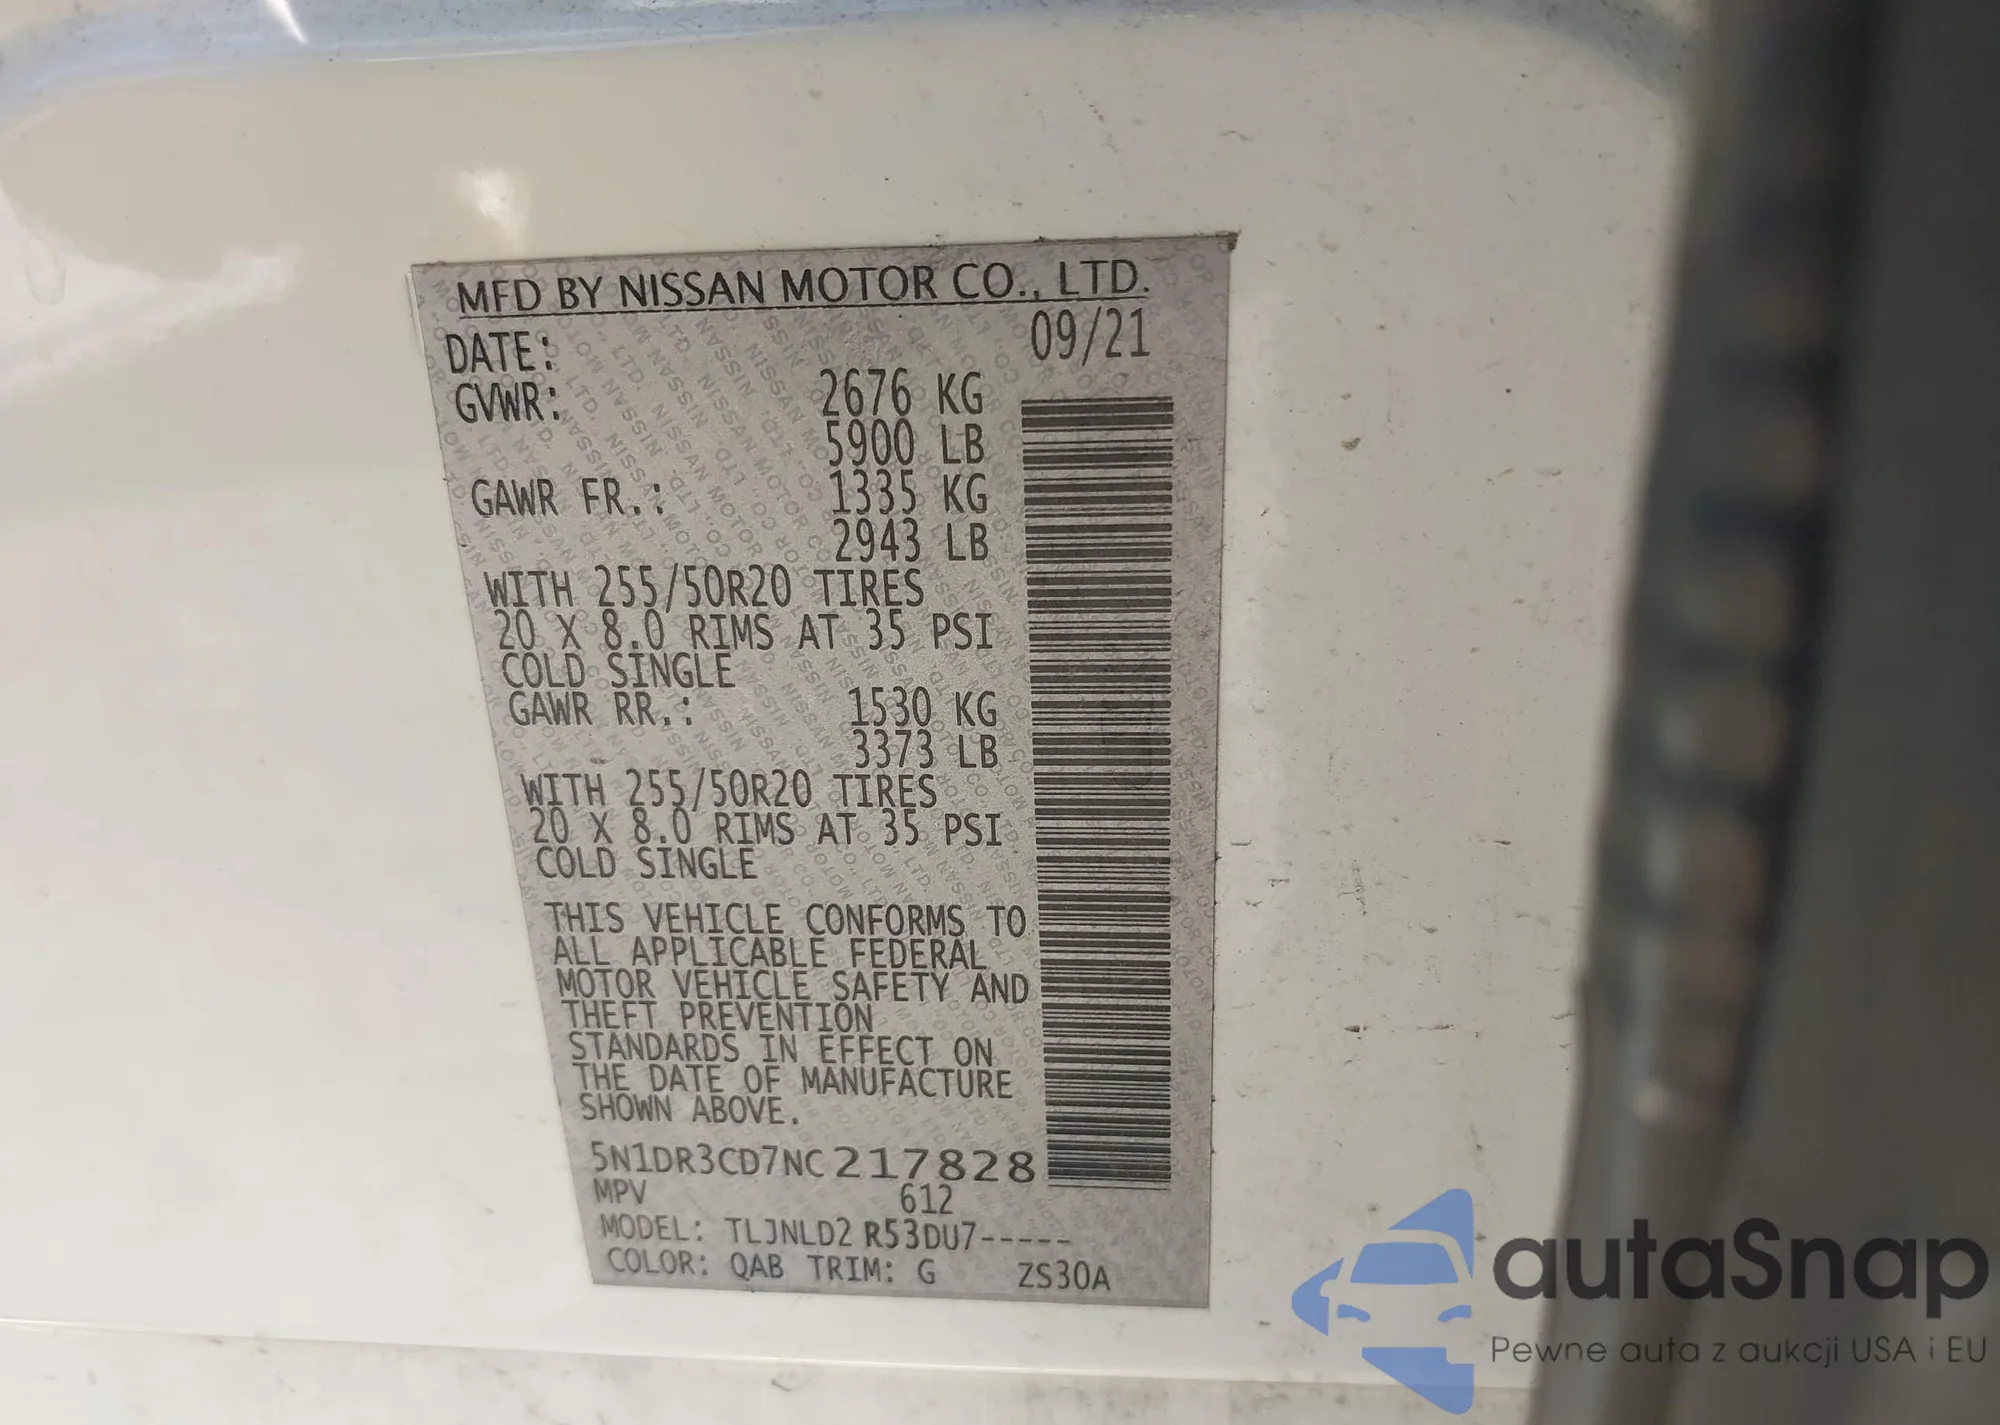 MFD BY NISSAN MOTOR CO., LTD.
DATE: 09/21
GVWR: 2676 KG
5900 LB
GAWR FR.: 1335 KG
2943 LB
WITH 255/50R20 TIRES
20 X 8.0 RIMS AT 35 PSI
COLD SINGLE
GAWR RR.: 1530 KG
3373 LB
WITH 255/50R20 TIRES
20 X 8.0 RIMS AT 35 PSI
COLD SINGLE
THIS VEHICLE CONFORMS TO
ALL APPLICABLE FEDERAL
MOTOR VEHICLE SAFETY AND
THEFT PREVENTION
STANDARDS IN EFFECT ON
THE DATE OF MANUFACTURE
SHOWN ABOVE.
5N1DR3CD7NC217828
MPV 612
MODEL: TLJNLD2 R53DU7-----
COLOR: QAB TRIM: G ZS30A
autaSnap
Pewne auta z aukcji USA i EU